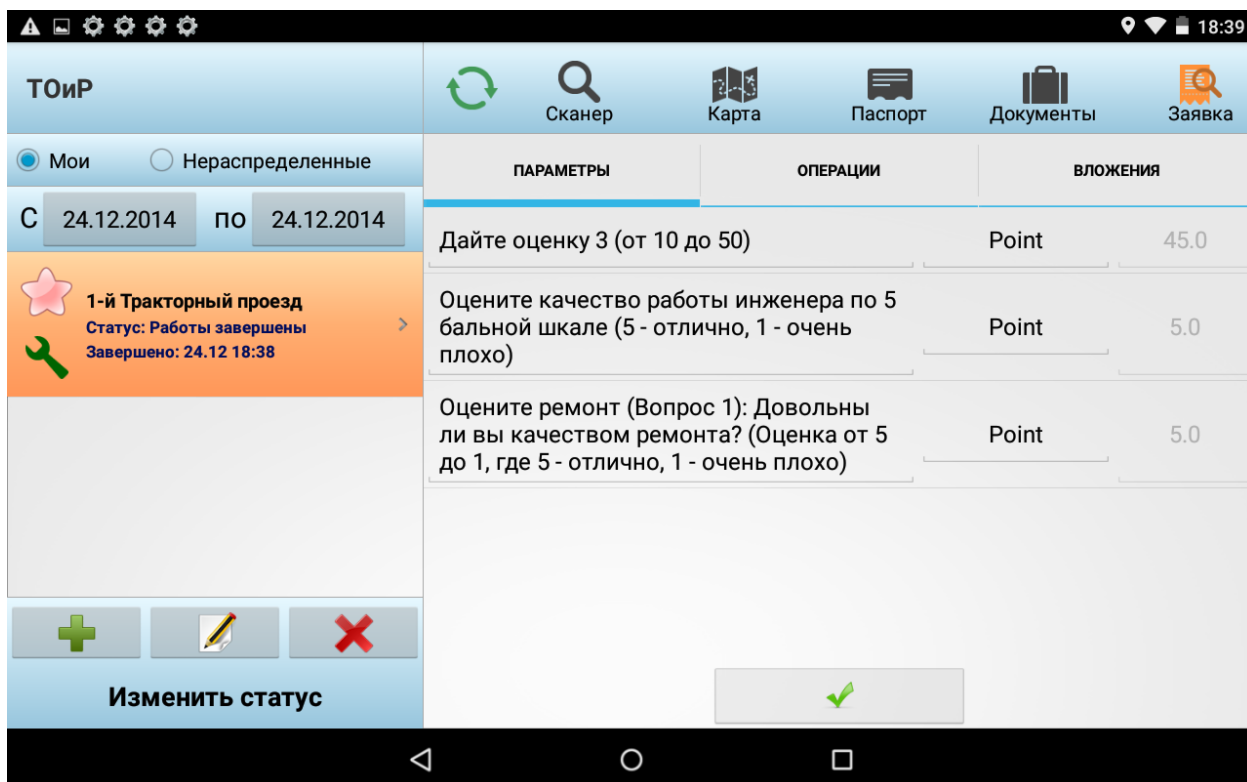 18:39
ТОиР
Сканер
Карта
Паспорт
Документы
Заявка
Мои
Нераспределенные
С 24.12.2014 по 24.12.2014
1-й Тракторный проезд
Статус: Работы завершены
Завершено: 24.12 18:38
Изменить статус
ПАРАМЕТРЫ
ОПЕРАЦИИ
ВЛОЖЕНИЯ
Дайте оценку 3 (от 10 до 50)
Point
45.0
Оцените качество работы инженера по 5
бальной шкале (5 - отлично, 1 - очень
плохо)
Point
5.0
Оцените ремонт (Вопрос 1): Довольны
ли вы качеством ремонта? (Оценка от 5
до 1, где 5 - отлично, 1 - очень плохо)
Point
5.0